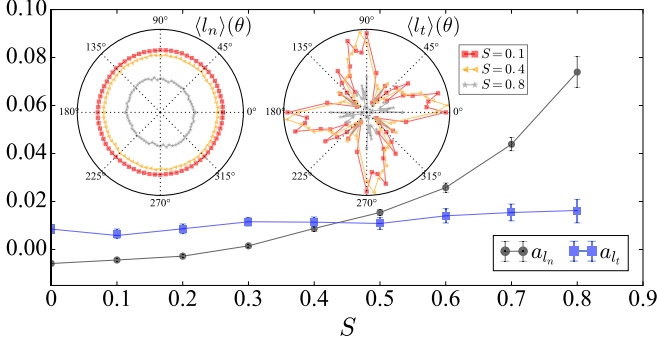 0.10
0.08
0.06
0.04
0.02
0.00
⟨l_n⟩(θ)
90°
45°
0°
315°
270°
225°
180°
135°
⟨l_t⟩(θ)
90°
45°
0°
315°
270°
225°
180°
135°
S = 0.1
S = 0.4
S = 0.8
a_{l_n} a_{l_t}
0 0.1 0.2 0.3 0.4 0.5 0.6 0.7 0.8 0.9
S